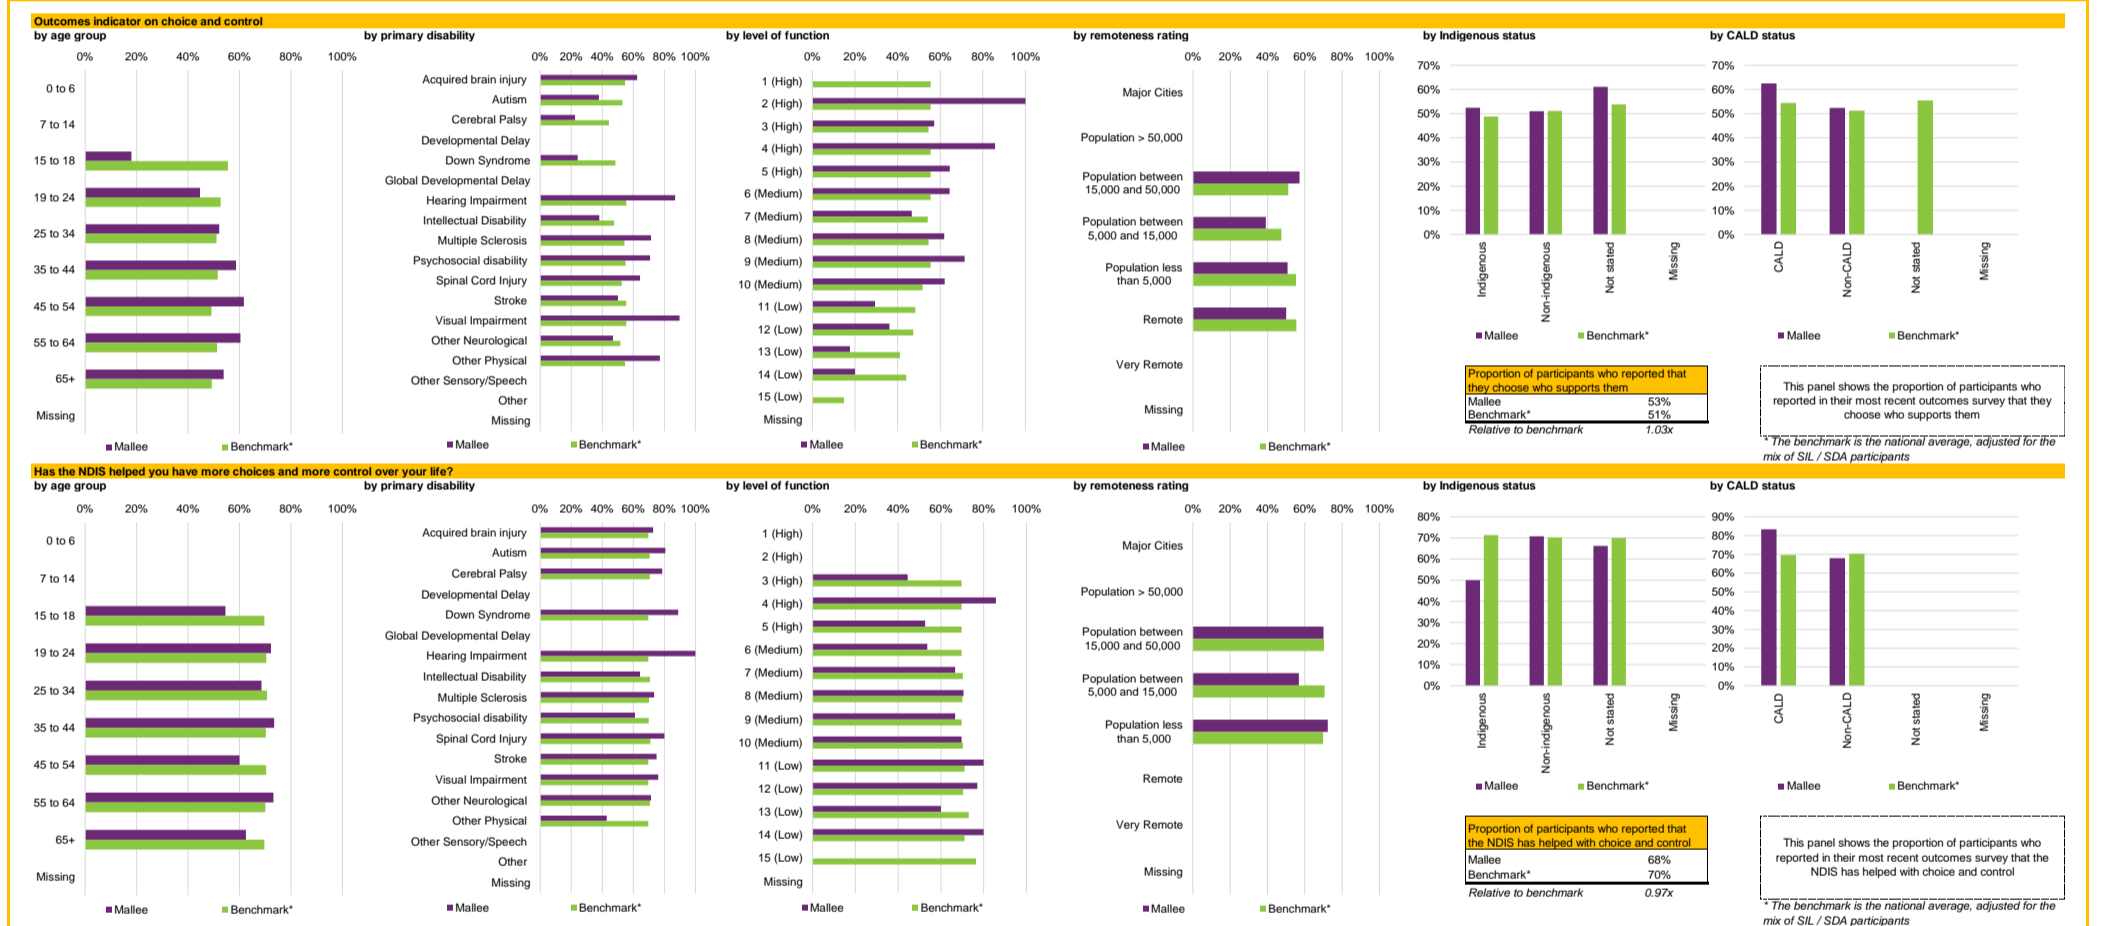 Outcomes indicator on choice and control
by age group
0% 20% 40% 60% 80% 100%
0 to 6
7 to 14
15 to 18
19 to 24
25 to 34
35 to 44
45 to 54
55 to 64
65+
Missing
Mallee Benchmark*
by primary disability
0% 20% 40% 60% 80% 100%
Acquired brain injury
Autism
Cerebral Palsy
Developmental Delay
Down Syndrome
Global Developmental Delay
Hearing Impairment
Intellectual Disability
Multiple Sclerosis
Psychosocial disability
Spinal Cord Injury
Stroke
Visual Impairment
Other Neurological
Other Physical
Other Sensory/Speech
Other
Missing
Mallee Benchmark*
by level of function
0% 20% 40% 60% 80% 100%
1 (High)
2 (High)
3 (High)
4 (High)
5 (High)
6 (Medium)
7 (Medium)
8 (Medium)
9 (Medium)
10 (Medium)
11 (Low)
12 (Low)
13 (Low)
14 (Low)
15 (Low)
Missing
Mallee Benchmark*
by remoteness rating
0% 20% 40% 60% 80% 100%
Major Cities
Population > 50,000
Population between
15,000 and 50,000
Population between
5,000 and 15,000
Population less
than 5,000
Remote
Very Remote
Missing
Mallee Benchmark*
by Indigenous status
70%
60%
50%
40%
30%
20%
10%
0%
Indigenous
Non-indigenous
Not stated
Missing
Mallee Benchmark*
by CALD status
70%
60%
50%
40%
30%
20%
10%
0%
CALD
Non-CALD
Not stated
Missing
Mallee Benchmark*
Proportion of participants who reported that
they choose who supports them
Mallee 53%
Benchmark* 51%
Relative to benchmark 1.03x
This panel shows the proportion of participants who
reported in their most recent outcomes survey that they
choose who supports them
* The benchmark is the national average, adjusted for the
mix of SIL / SDA participants
Has the NDIS helped you have more choices and more control over your life?
by age group
0% 20% 40% 60% 80% 100%
0 to 6
7 to 14
15 to 18
19 to 24
25 to 34
35 to 44
45 to 54
55 to 64
65+
Missing
Mallee Benchmark*
by primary disability
0% 20% 40% 60% 80% 100%
Acquired brain injury
Autism
Cerebral Palsy
Developmental Delay
Down Syndrome
Global Developmental Delay
Hearing Impairment
Intellectual Disability
Multiple Sclerosis
Psychosocial disability
Spinal Cord Injury
Stroke
Visual Impairment
Other Neurological
Other Physical
Other Sensory/Speech
Other
Missing
Mallee Benchmark*
by level of function
0% 20% 40% 60% 80% 100%
1 (High)
2 (High)
3 (High)
4 (High)
5 (High)
6 (Medium)
7 (Medium)
8 (Medium)
9 (Medium)
10 (Medium)
11 (Low)
12 (Low)
13 (Low)
14 (Low)
15 (Low)
Missing
Mallee Benchmark*
by remoteness rating
0% 20% 40% 60% 80% 100%
Major Cities
Population > 50,000
Population between
15,000 and 50,000
Population between
5,000 and 15,000
Population less
than 5,000
Remote
Very Remote
Missing
Mallee Benchmark*
by Indigenous status
80%
70%
60%
50%
40%
30%
20%
10%
0%
Indigenous
Non-indigenous
Not stated
Missing
Mallee Benchmark*
by CALD status
90%
80%
70%
60%
50%
40%
30%
20%
10%
0%
CALD
Non-CALD
Not stated
Missing
Mallee Benchmark*
Proportion of participants who reported that
the NDIS has helped with choice and control
Mallee 68%
Benchmark* 70%
Relative to benchmark 0.97x
This panel shows the proportion of participants who
reported in their most recent outcomes survey that the
NDIS has helped with choice and control
* The benchmark is the national average, adjusted for the
mix of SIL / SDA participants